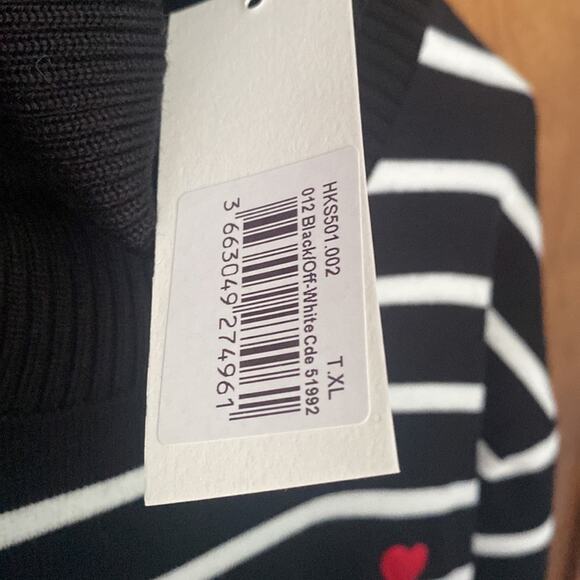 HKS501.002 T.XL
012 Black/Off-White Cde 51992
3 663049 274961